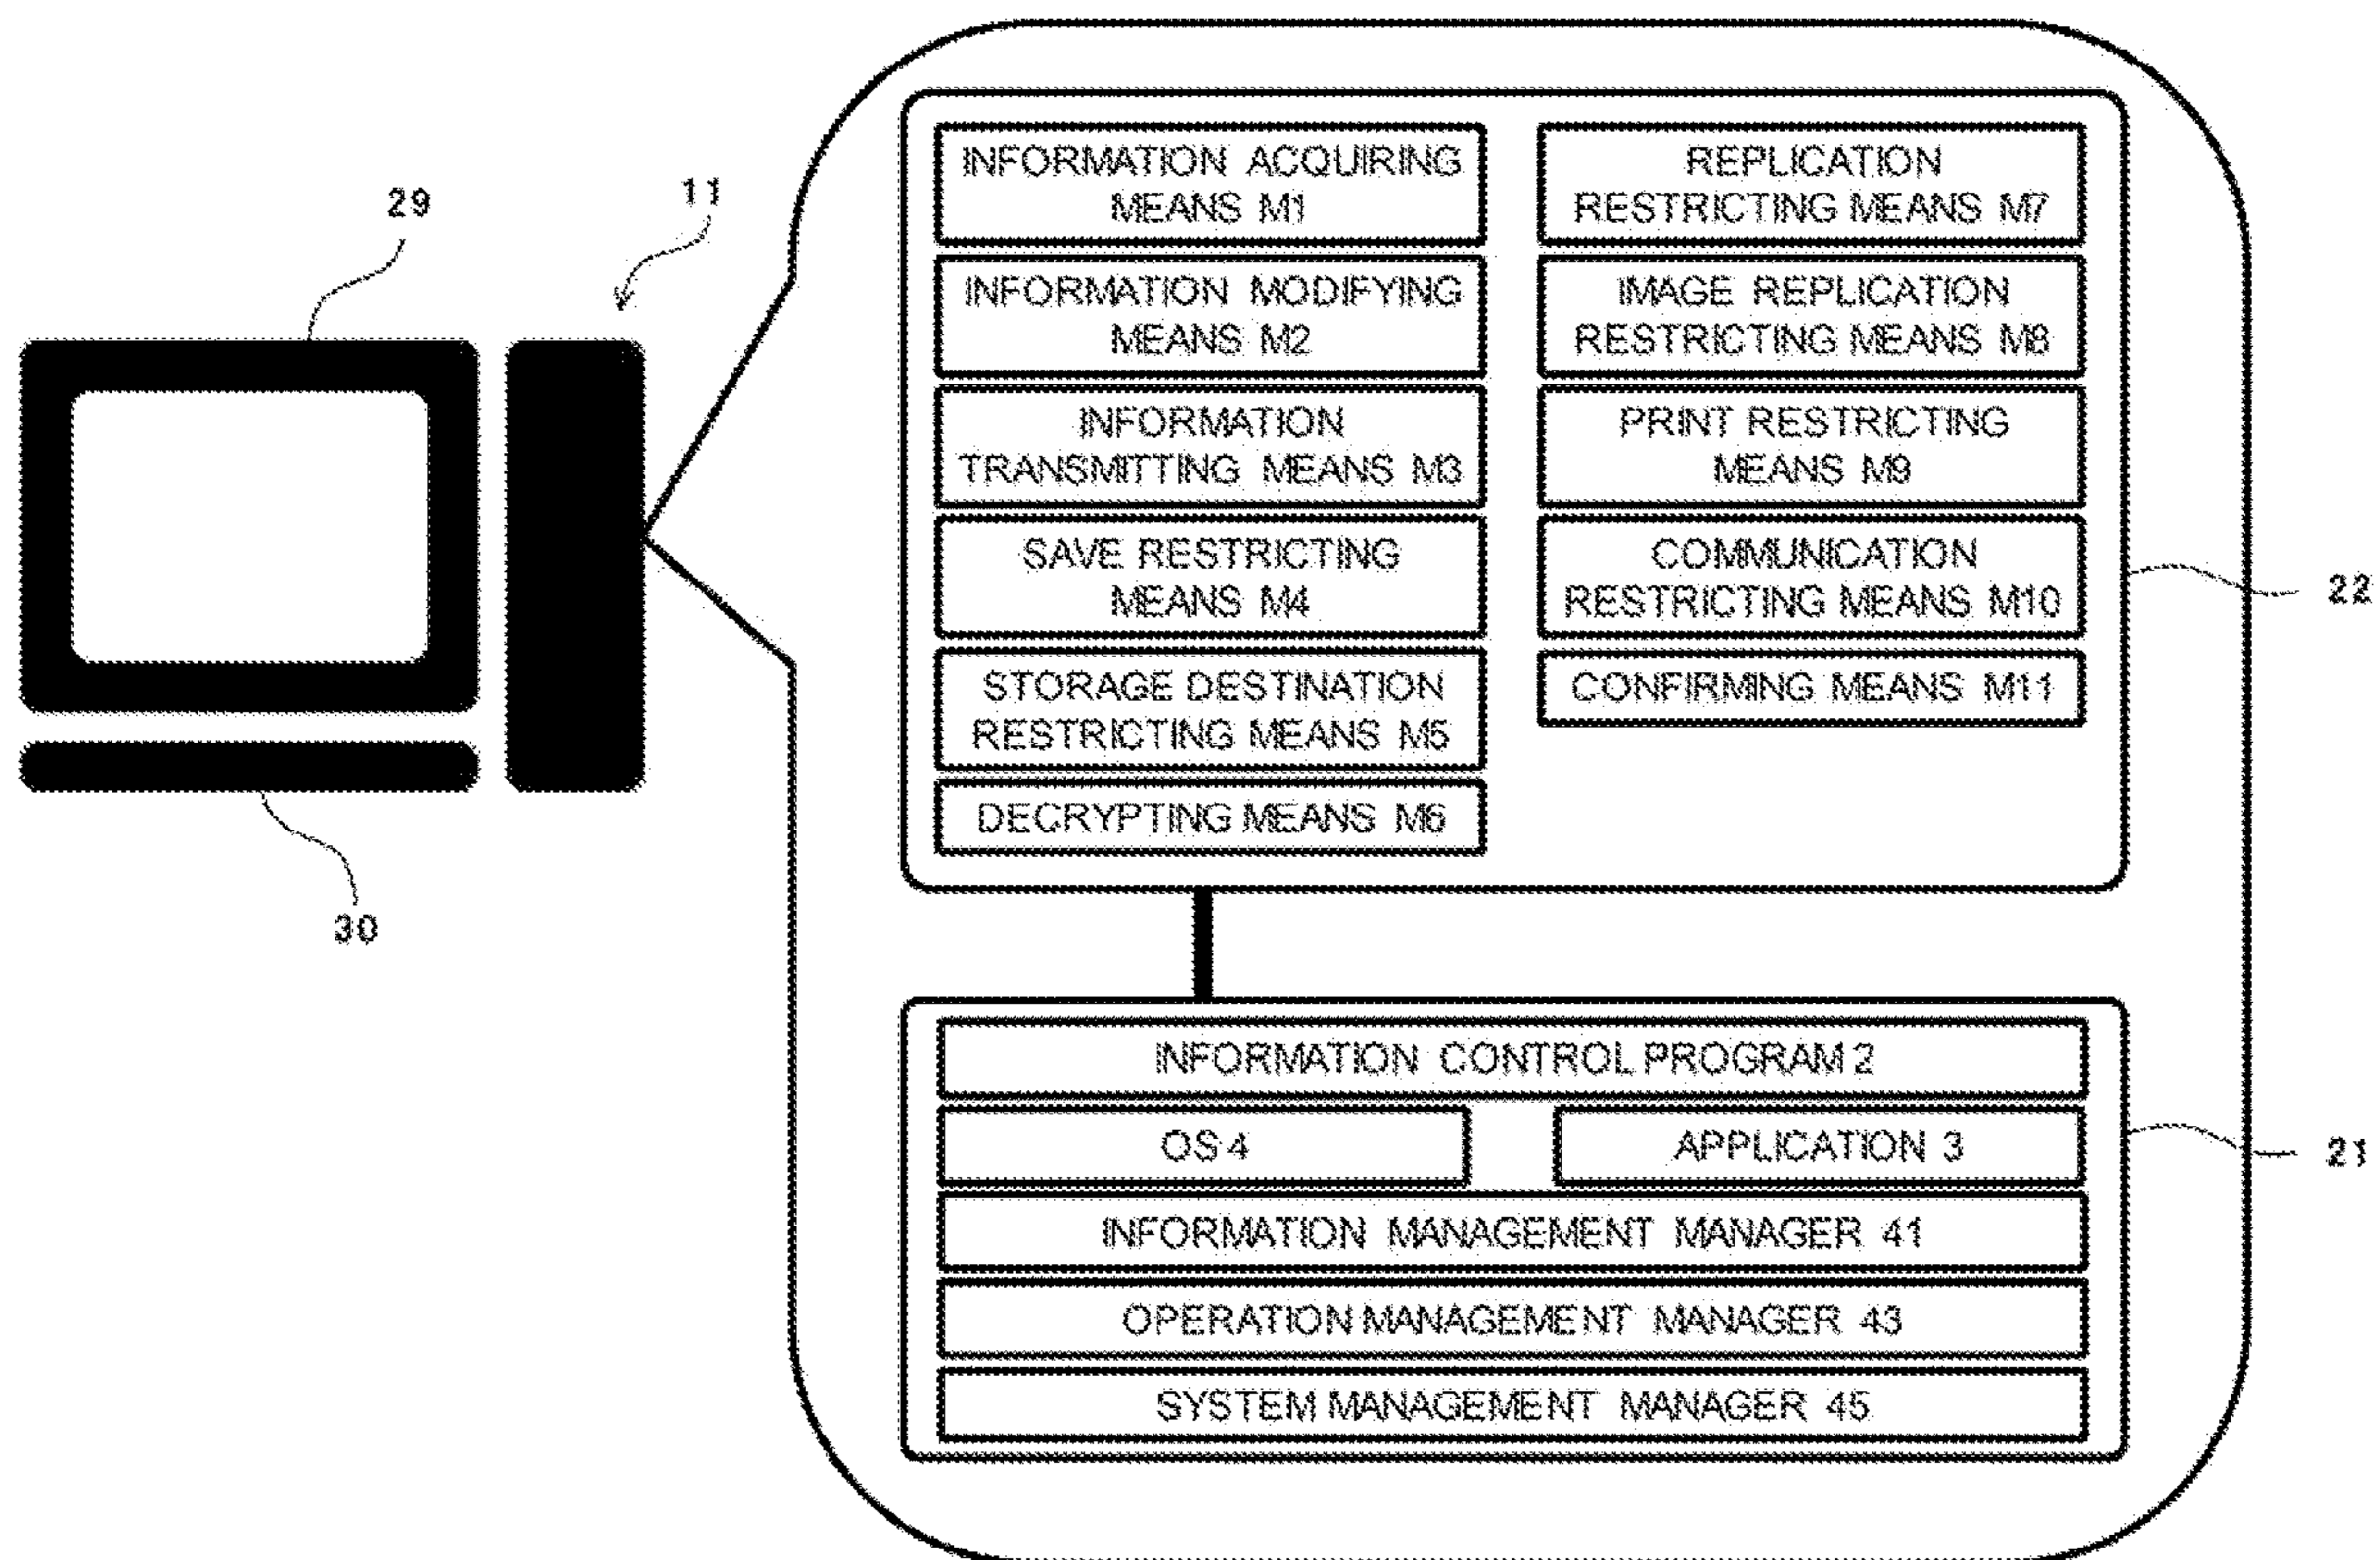 29
11
30
INFORMATION ACQUIRING
MEANS M1
INFORMATION MODIFYING
MEANS M2
INFORMATION
TRANSMITTING MEANS M3
SAVE RESTRICTING
MEANS M4
STORAGE DESTINATION
RESTRICTING MEANS M5
DECRYPTING MEANS M6
REPLICATION
RESTRICTING MEANS M7
IMAGE REPLICATION
RESTRICTING MEANS M8
PRINT RESTRICTING
MEANS M9
COMMUNICATION
RESTRICTING MEANS M10
CONFIRMING MEANS M11
22
INFORMATION CONTROL PROGRAM 2
OS 4
APPLICATION 3
INFORMATION MANAGEMENT MANAGER 41
OPERATION MANAGEMENT MANAGER 43
SYSTEM MANAGEMENT MANAGER 45
21